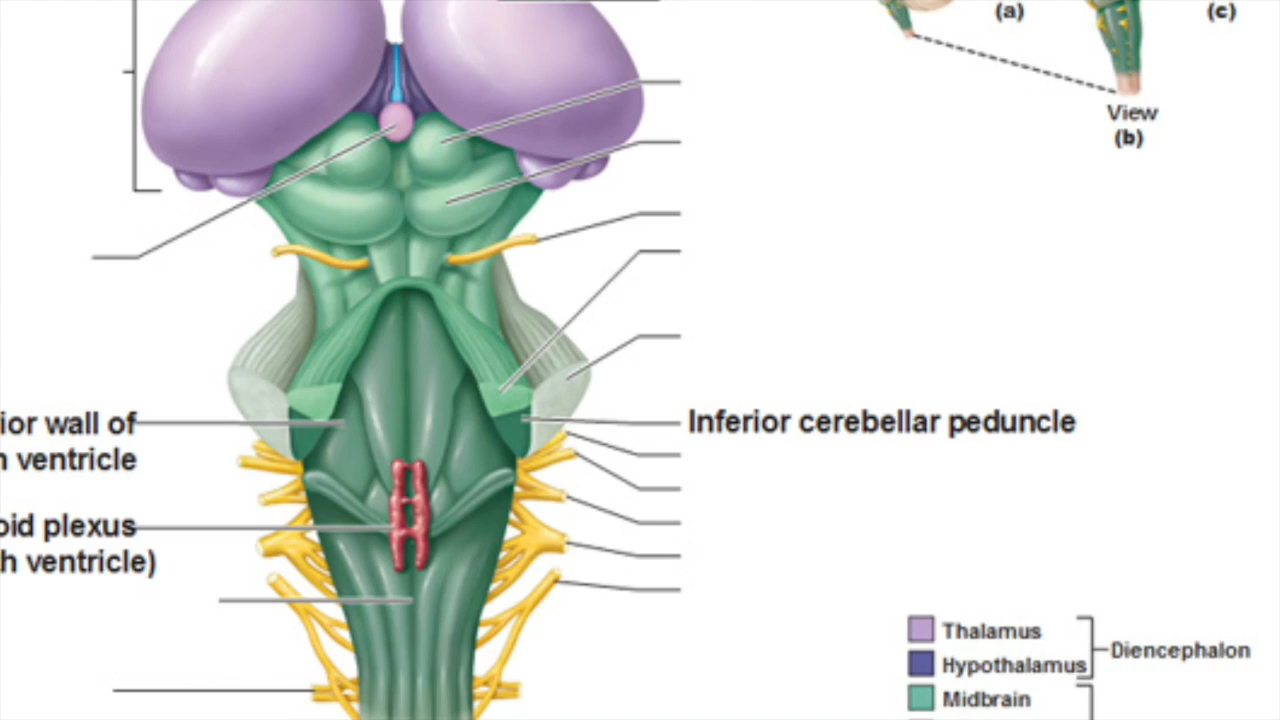 (a)
(c)
View
(b)
ior wall of
ventricle
Inferior cerebellar peduncle
oid plexus
h ventricle)
Thalamus
Hypothalamus
Diencephalon
Midbrain